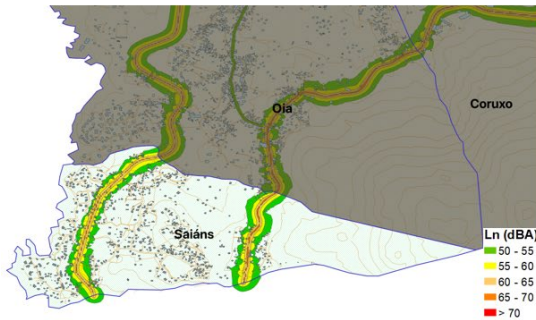 Oia
Coruxo
Saiáns
Ln (dBA)
50 - 55
55 - 60
60 - 65
65 - 70
> 70